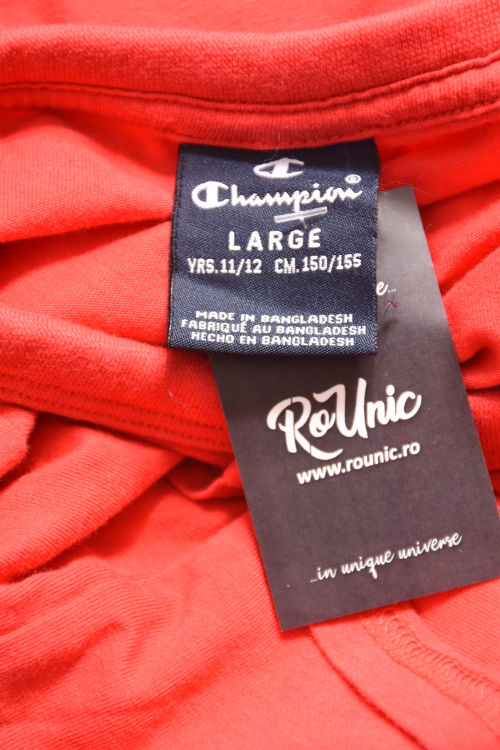 Champion®
LARGE
YRS.11/12 CM.150/155
MADE IN BANGLADESH
FABRIQUÉ AU BANGLADESH
HECHO EN BANGLADESH
e...
RoUnic
www.rounic.ro
...in unique universe